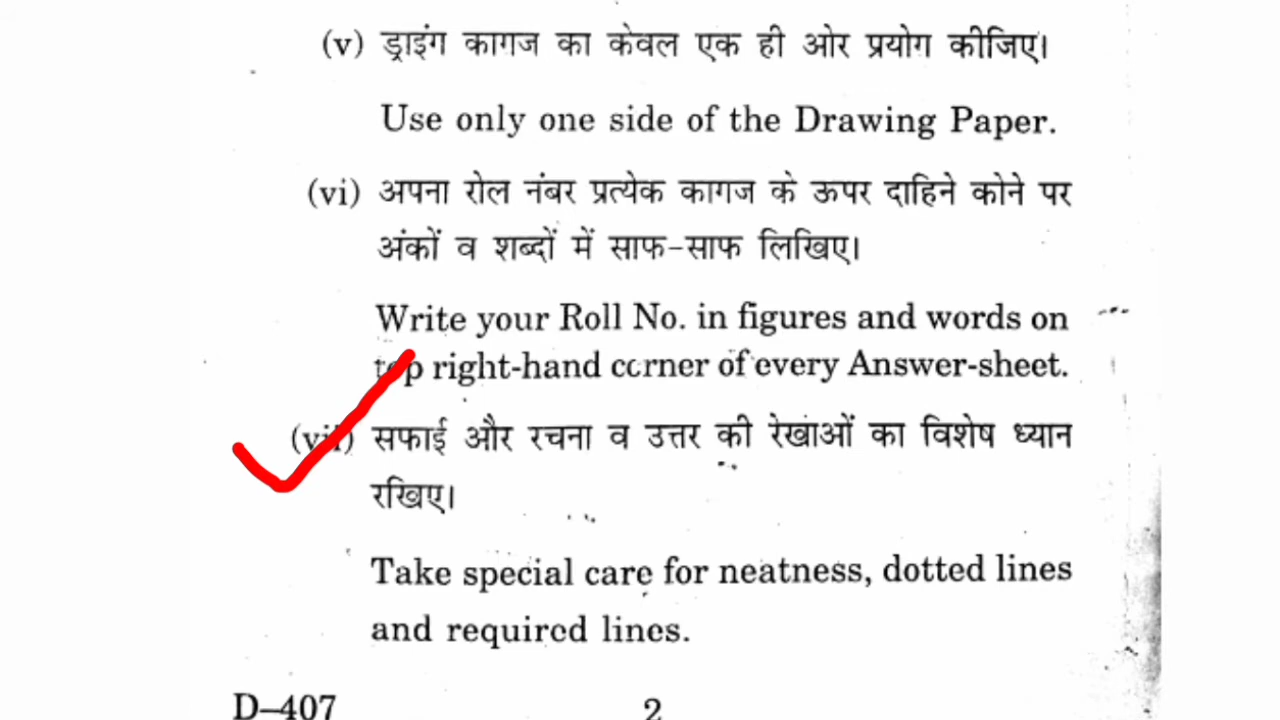 (v) ड्राइंग कागज का केवल एक ही ओर प्रयोग कीजिए।
Use only one side of the Drawing Paper.
(vi) अपना रोल नंबर प्रत्येक कागज के ऊपर दाहिने कोने पर
अंकों व शब्दों में साफ-साफ लिखिए।
Write your Roll No. in figures and words on
top right-hand corner of every Answer-sheet.
(vii) सफाई और रचना व उत्तर की रेखाओं का विशेष ध्यान
रखिए।
Take special care for neatness, dotted lines
and required lines.
D–407 2